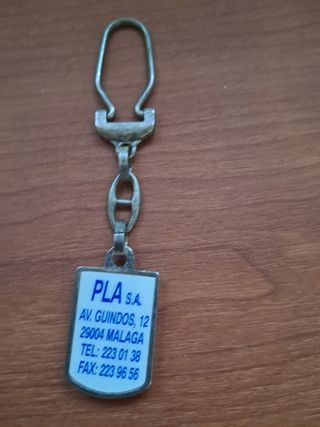 PLA S.A.
AV. GUINDOS, 12
29004 MALAGA
TEL: 223 01 38
FAX: 223 96 56